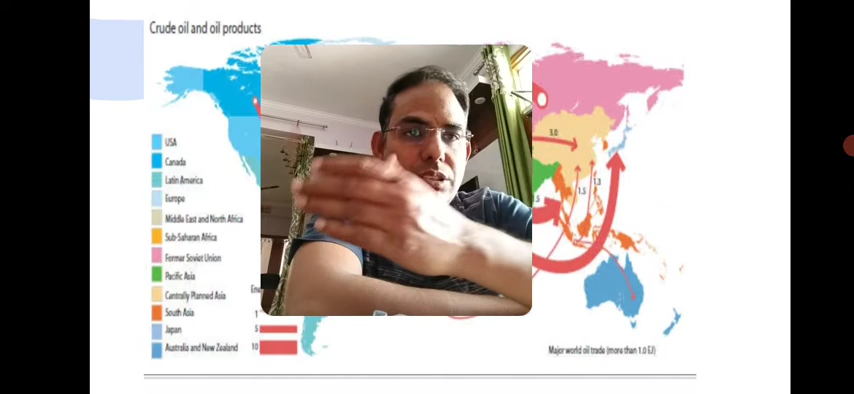 Crude oil and oil products
USA
Canada
Latin America
Europe
Middle East and North Africa
Sub-Saharan Africa
Former Soviet Union
Pacific Asia
Centrally Planned Asia
South Asia
Japan
Australia and New Zealand
Ene
1
5
10
3.0
1.5
1.3
.5
Major world oil trade (more than 1.0 EJ)